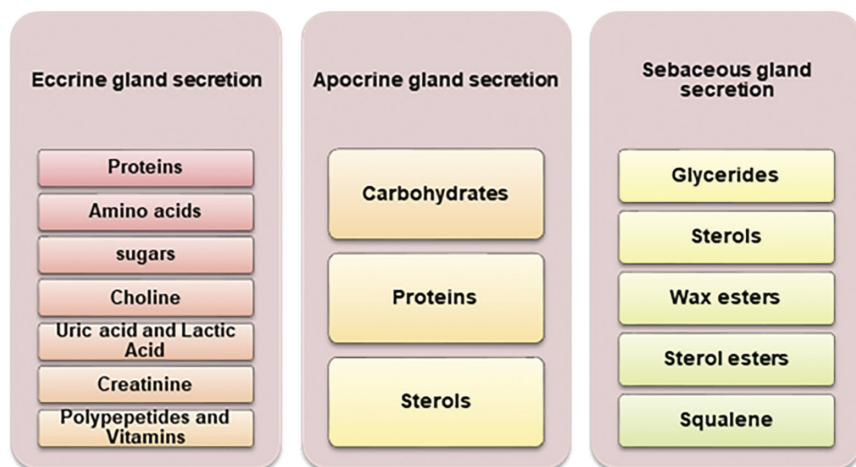 Eccrine gland secretion
Proteins
Amino acids
sugars
Choline
Uric acid and Lactic
Acid
Creatinine
Polypepetides and
Vitamins
Apocrine gland secretion
Carbohydrates
Proteins
Sterols
Sebaceous gland
secretion
Glycerides
Sterols
Wax esters
Sterol esters
Squalene